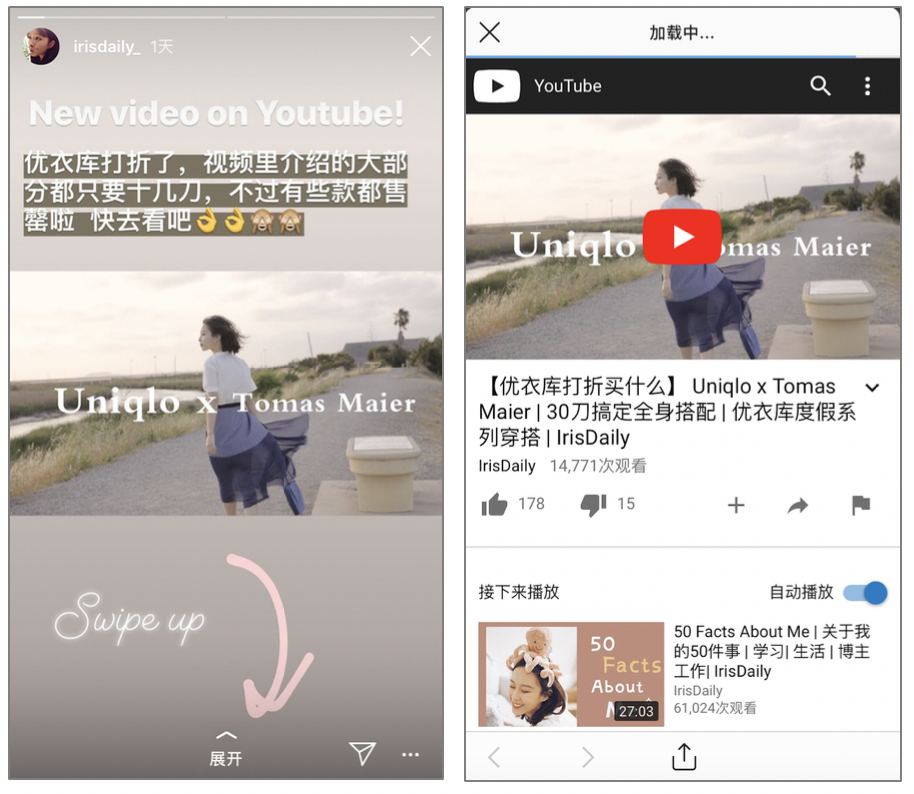 irisdaily_ 1天
New video on Youtube!
优衣库打折了，视频里介绍的大部
分都只要十几刀，不过有些款都售
罄啦 快去看吧👌👌🙈🙈
Uniqlo x Tomas Maier
Swipe up
展开
加载中...
YouTube
Uniqlo omas Maier
【优衣库打折买什么】 Uniqlo x Tomas
Maier | 30刀搞定全身搭配 | 优衣库度假系
列穿搭 | IrisDaily
IrisDaily 14,771次观看
178 15
接下来播放 自动播放
50
Facts
About
27:03
50 Facts About Me | 关于我
的50件事 | 学习| 生活 | 博主
工作| IrisDaily
IrisDaily
61,024次观看